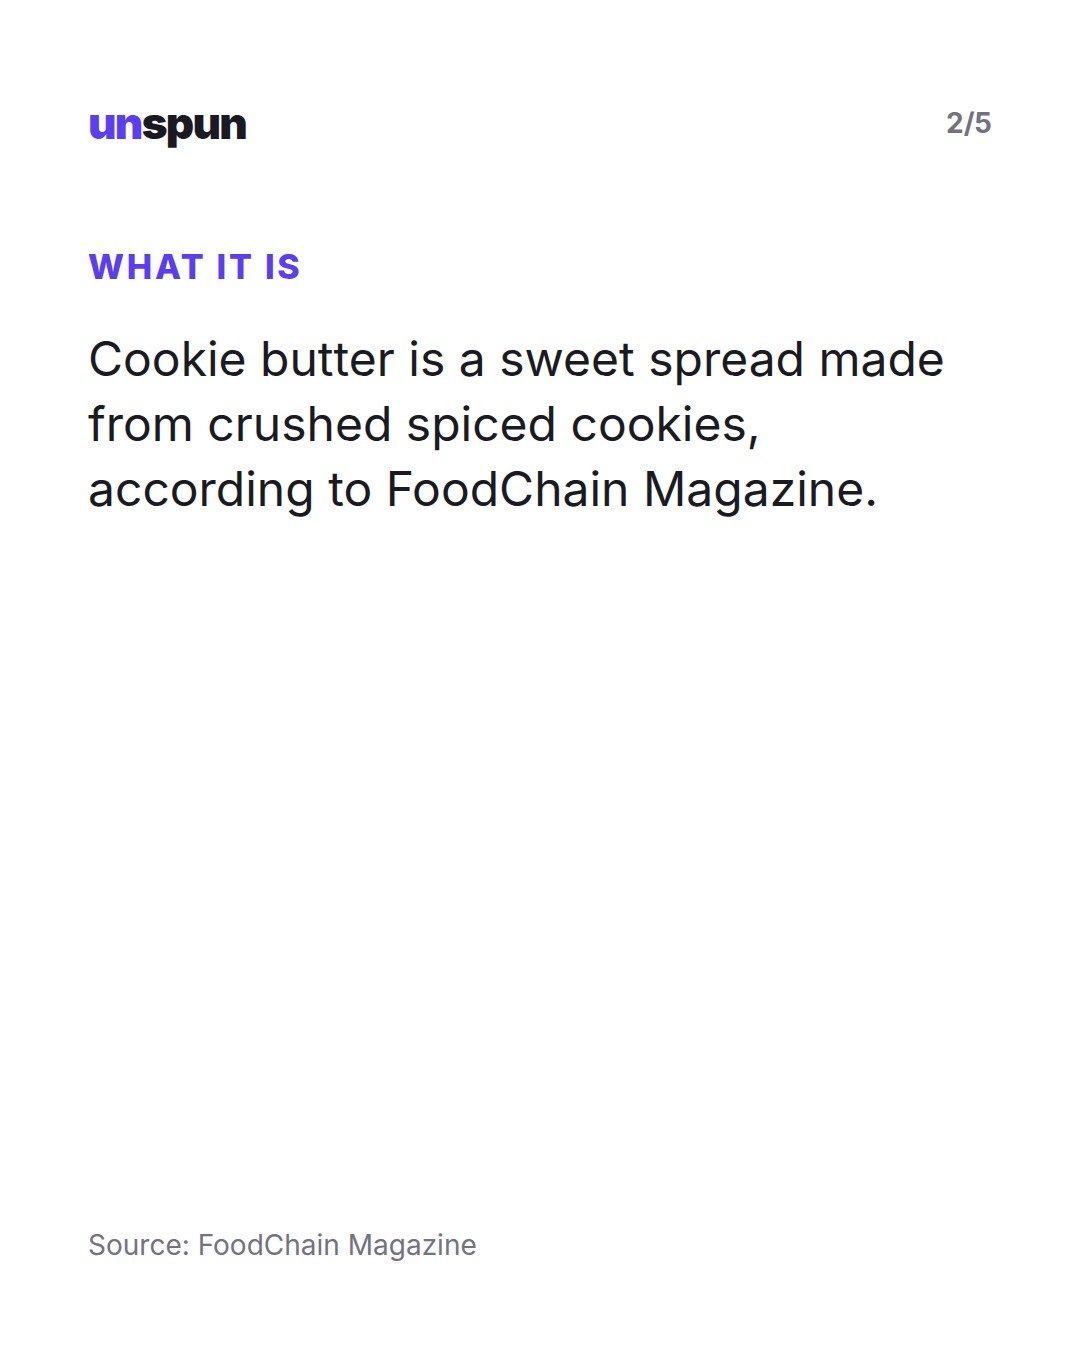 unspun
2/5
WHAT IT IS
Cookie butter is a sweet spread made
from crushed spiced cookies,
according to FoodChain Magazine.
Source: FoodChain Magazine